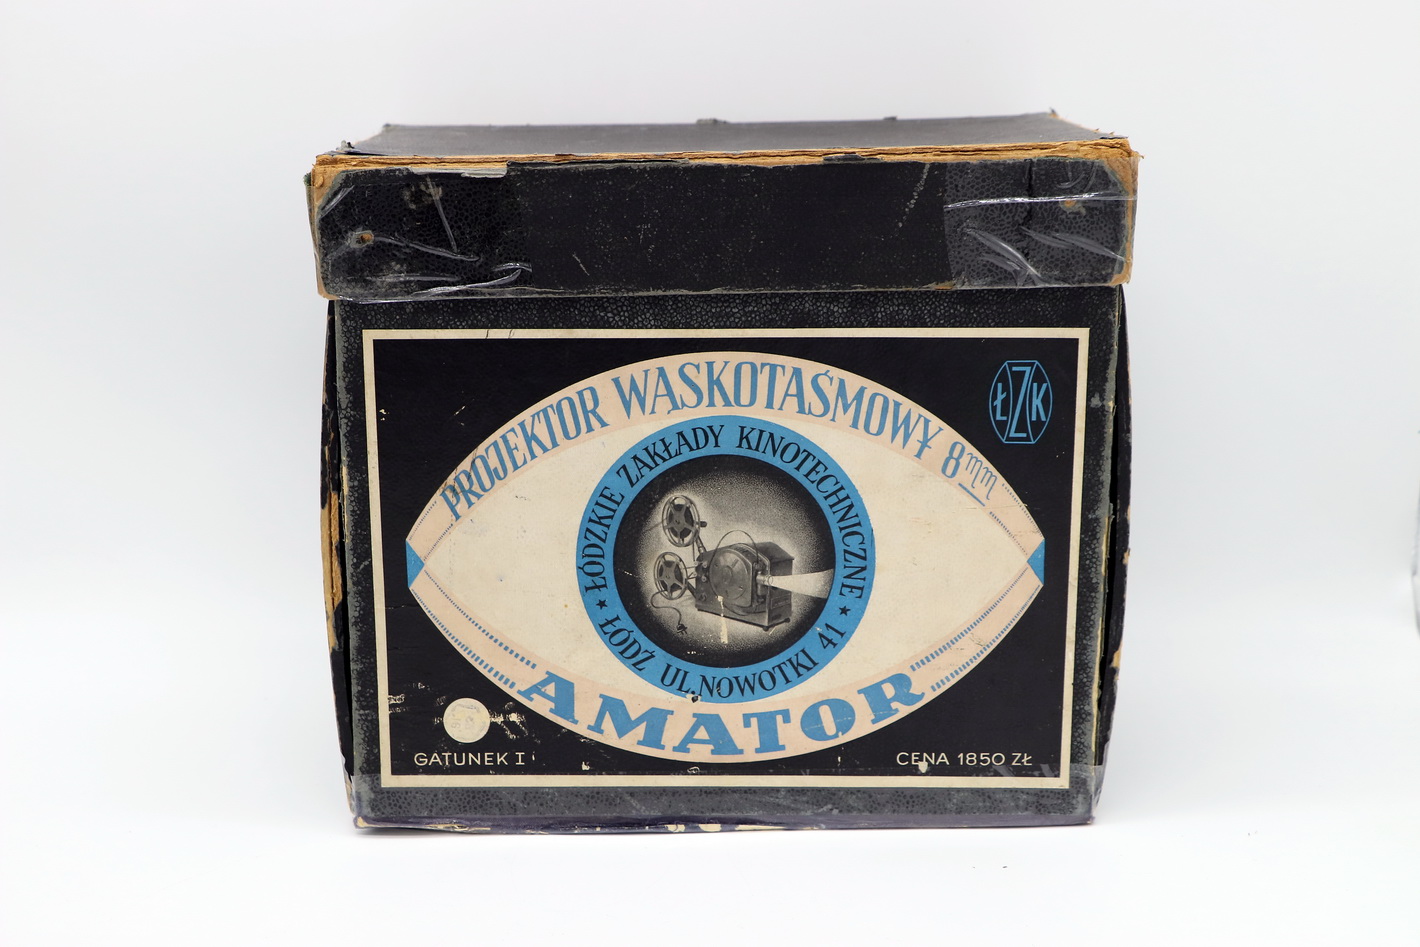 PROJEKTOR WĄSKOTAŚMOWY 8mm
ŁZK
ŁÓDZKIE ZAKŁADY KINOTECHNICZNE
★ ŁÓDŹ UL. NOWOTKI 41 ★
AMATOR
GATUNEK I
CENA 1850 ZŁ